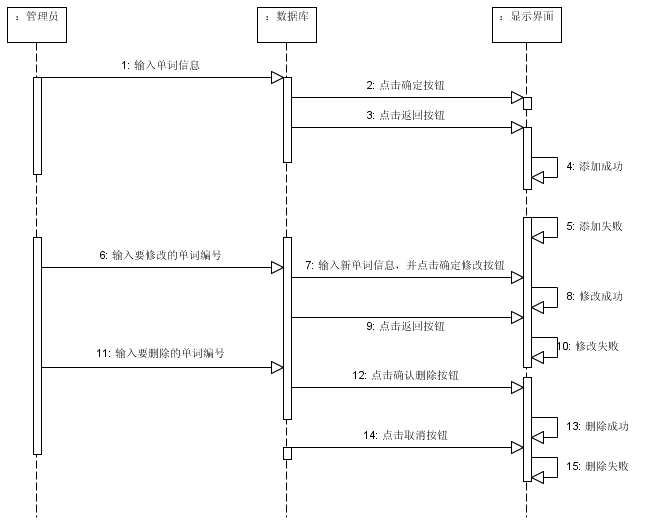 ：管理员
：数据库
：显示界面
1: 输入单词信息
2: 点击确定按钮
3: 点击返回按钮
4: 添加成功
5: 添加失败
6: 输入要修改的单词编号
7: 输入新单词信息，并点击确定修改按钮
8: 修改成功
9: 点击返回按钮
10: 修改失败
11: 输入要删除的单词编号
12: 点击确认删除按钮
13: 删除成功
14: 点击取消按钮
15: 删除失败